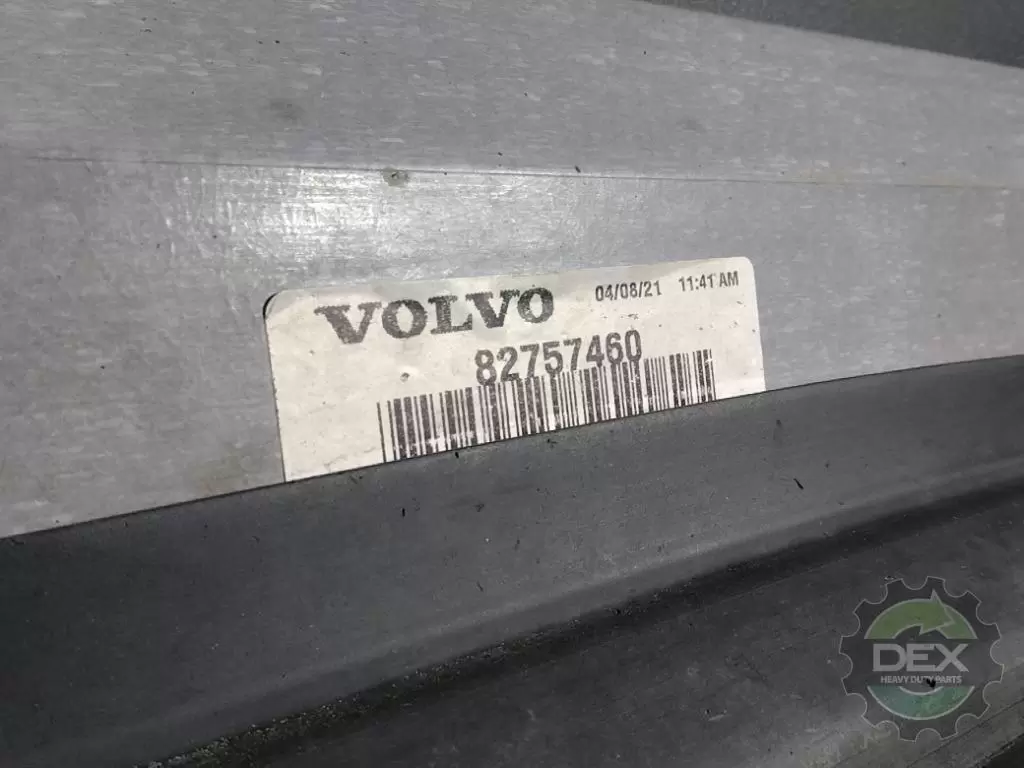 VOLVO 04/08/21 11:41 AM
82757460
DEX
HEAVY DUTY PARTS